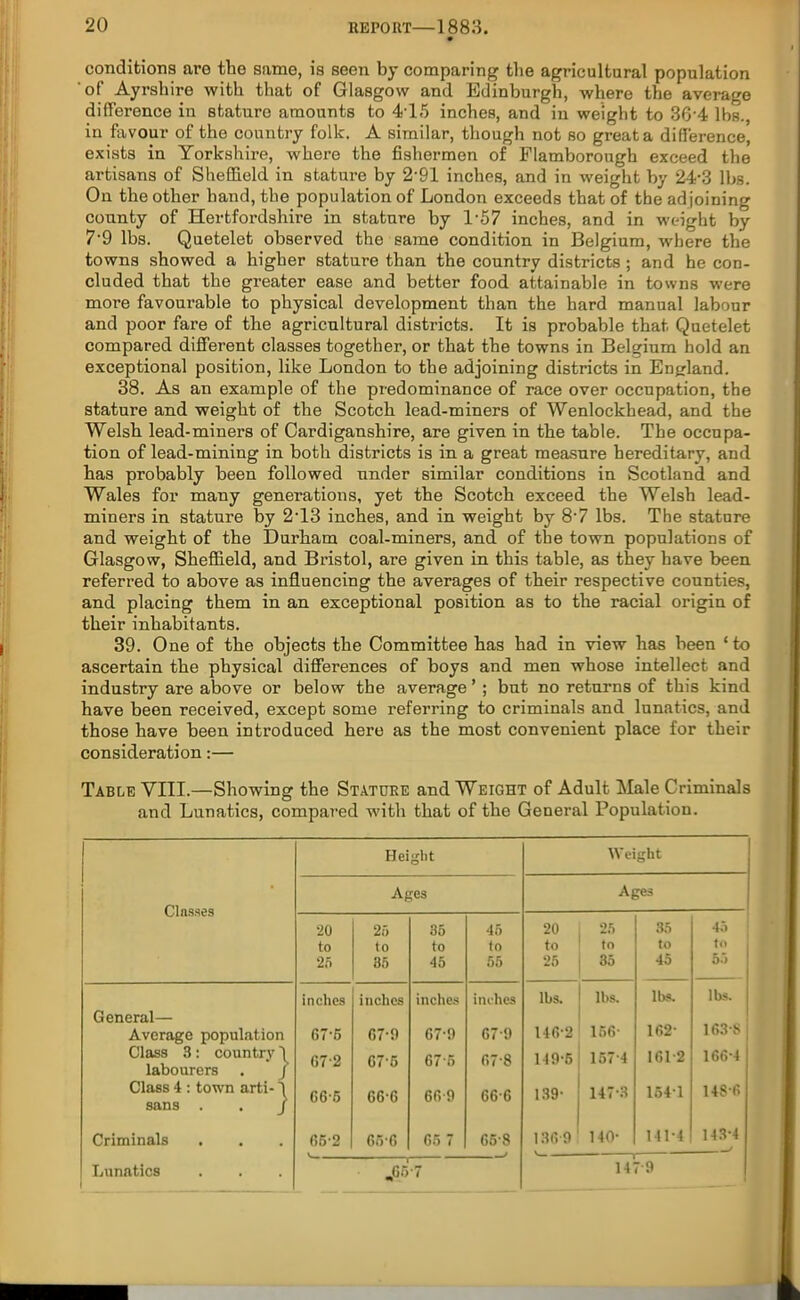 20 REPORT—1883.
conditions are the same, is seen by comparing the agricultural population
of Ayrshire with that of Glasgow and Edinburgh, where the average
difference in stature amounts to 4·15 inches, and in weight to 36·4 lbs.,
in favour of the country folk. A similar, though not so great a difference,
exists in Yorkshire, where the fishermen of Flamborough exceed the
artisans of Sheffield in stature by 2·91 inches, and in weight by 24·3 lbs.
On the other hand, the population of London exceeds that of the adjoining
county of Hertfordshire in stature by 1·57 inches, and in weight by
7·9 lbs. Quetelet observed the same condition in Belgium, where the
towns showed a higher stature than the country districts; and he con-
cluded that the greater ease and better food attainable in towns were
more favourable to physical development than the hard manual labour
and poor fare of the agricultural districts. It is probable that Quetelet
compared different classes together, or that the towns in Belgium hold an
exceptional position, like London to the adjoining districts in England.
38. As an example of the predominance of race over occupation, the
stature and weight of the Scotch lead-miners of Wenlockhead, and the
Welsh lead-miners of Cardiganshire, are given in the table. The occupa-
tion of lead-mining in both districts is in a great measure hereditary, and
has probably been followed under similar conditions in Scotland and
Wales for many generations, yet the Scotch exceed the Welsh lead-
miners in stature by 2·13 inches, and in weight by 8·7 lbs. The stature
and weight of the Durham coal-miners, and of the town populations of
Glasgow, Sheffield, and Bristol, are given in this table, as they have been
referred to above as influencing the averages of their respective counties,
and placing them in an exceptional position as to the racial origin of
their inhabitants.
39. One of the objects the Committee has had in view has been ‘to
ascertain the physical differences of boys and men whose intellect and
industry are above or below the average’; but no returns of this kind
have been received, except some referring to criminals and lunatics, and
those have been introduced here as the most convenient place for their
consideration:—
TABLE VIII.—Showing the STATURE and WEIGHT of Adult Male Criminals
and Lunatics, compared with that of the General Population.
Classes Height Weight
Ages Ages
20 25 35 45 20 25 35 45
to to to to to to to to
25 35 45 55 25 35 45 55
inches inches inches inches lbs. lbs. lbs. lbs.
General—
Average population 67·5 67·9 67·9 67·9 146·2 156· 162· 163·8
Class 3: country }
labourers . } 67·2 67·5 67·5 67·8 149·5 157·4 161·2 166·4
Class 4: town arti- }
sans . . } 66·5 66·6 66·9 66·6 139· 147·3 154·1 148·6
Criminals . . . 65·2 65·6 65·7 65·8 136·9 140· 141·4 143·4
Lunatics . . . 65·7 147·9